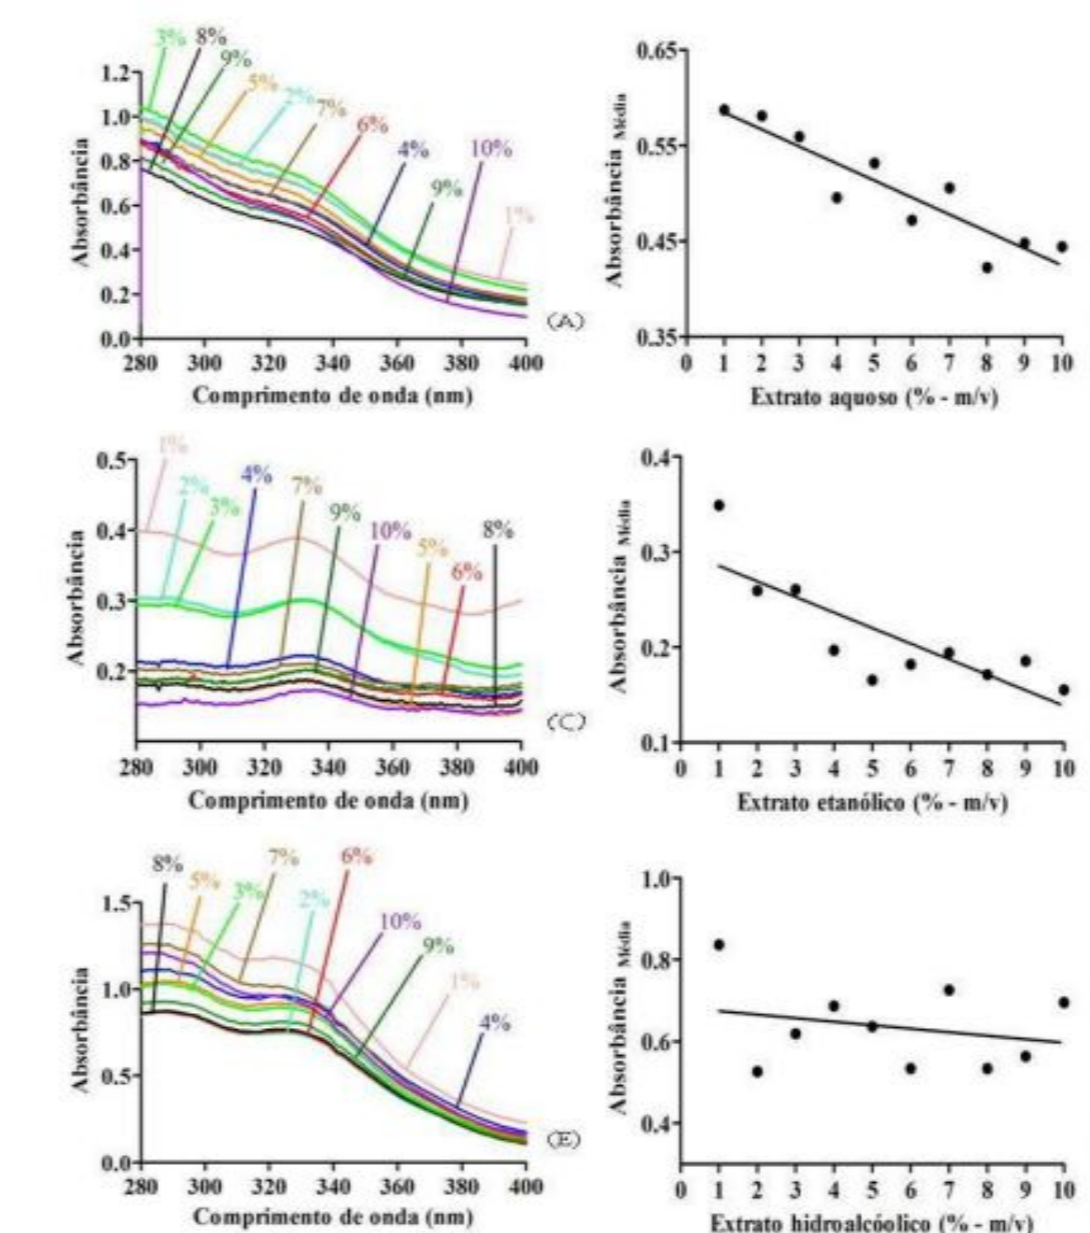 3% 8% 9% 5% 2% 7% 6% 4% 9% 10% 1%
1.2
1.0
0.8
0.6
0.4
0.2
0.0
280 300 320 340 360 380 400
Absorbância
Comprimento de onda (nm)
(A)
0.65
0.55
0.45
0.35
0 1 2 3 4 5 6 7 8 9 10
Absorbância Média
Extrato aquoso (% - m/v)
1% 2% 3% 4% 7% 9% 10% 5% 6% 8%
0.5
0.4
0.3
0.2
280 300 320 340 360 380 400
Absorbância
Comprimento de onda (nm)
(C)
0.4
0.3
0.2
0.1
0 1 2 3 4 5 6 7 8 9 10
Absorbância Média
Extrato etanólico (% - m/v)
8% 5% 3% 7% 2% 6% 10% 9% 1% 4%
1.5
1.0
0.5
0.0
280 300 320 340 360 380 400
Absorbância
Comprimento de onda (nm)
(E)
1.0
0.8
0.6
0.4
0 1 2 3 4 5 6 7 8 9 10
Absorbância Média
Extrato hidroalcóolico (% - m/v)